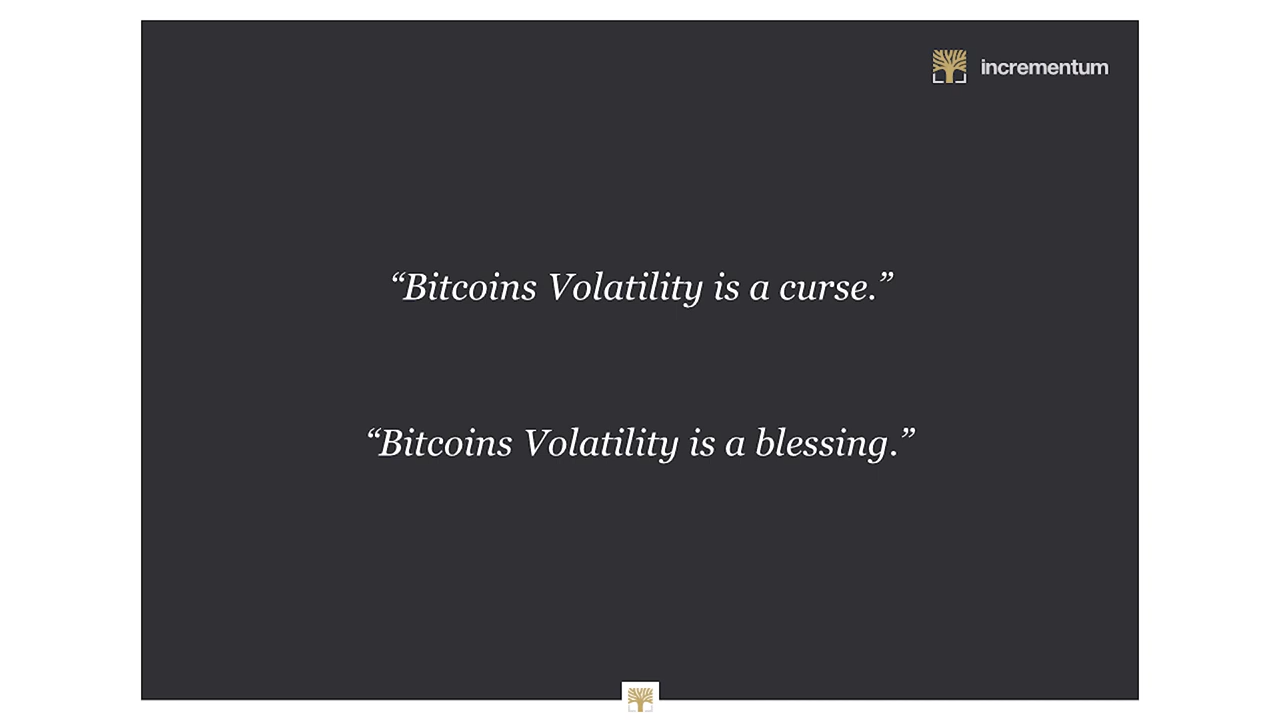 incrementum
“Bitcoins Volatility is a curse.”
“Bitcoins Volatility is a blessing.”